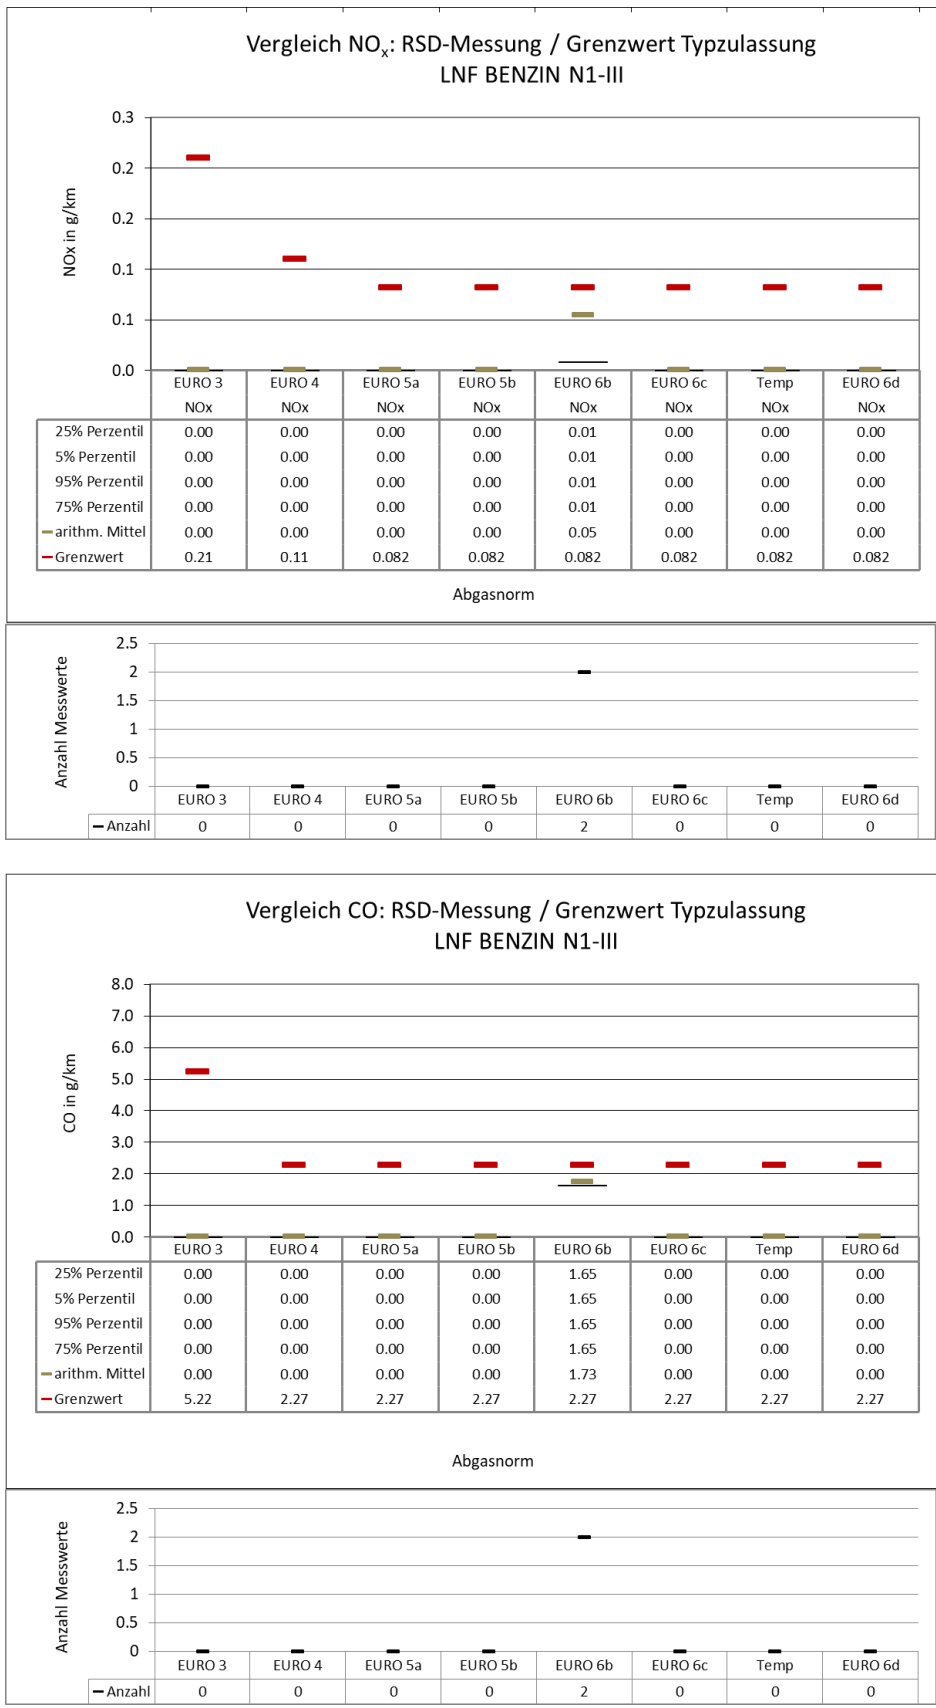 Vergleich NOx: RSD-Messung / Grenzwert Typzulassung
LNF BENZIN N1-III
NOx in g/km
0.3
0.2
0.2
0.1
0.1
0.0
EURO 3 EURO 4 EURO 5a EURO 5b EURO 6b EURO 6c Temp EURO 6d
NOx NOx NOx NOx NOx NOx NOx NOx
25% Perzentil 0.00 0.00 0.00 0.00 0.01 0.00 0.00 0.00
5% Perzentil 0.00 0.00 0.00 0.00 0.01 0.00 0.00 0.00
95% Perzentil 0.00 0.00 0.00 0.00 0.01 0.00 0.00 0.00
75% Perzentil 0.00 0.00 0.00 0.00 0.01 0.00 0.00 0.00
arithm. Mittel 0.00 0.00 0.00 0.00 0.05 0.00 0.00 0.00
Grenzwert 0.21 0.11 0.082 0.082 0.082 0.082 0.082 0.082
Abgasnorm
Anzahl Messwerte
2.5
2
1.5
1
0.5
0
EURO 3 EURO 4 EURO 5a EURO 5b EURO 6b EURO 6c Temp EURO 6d
Anzahl 0 0 0 0 2 0 0 0
Vergleich CO: RSD-Messung / Grenzwert Typzulassung
LNF BENZIN N1-III
CO in g/km
8.0
7.0
6.0
5.0
4.0
3.0
2.0
1.0
0.0
EURO 3 EURO 4 EURO 5a EURO 5b EURO 6b EURO 6c Temp EURO 6d
25% Perzentil 0.00 0.00 0.00 0.00 1.65 0.00 0.00 0.00
5% Perzentil 0.00 0.00 0.00 0.00 1.65 0.00 0.00 0.00
95% Perzentil 0.00 0.00 0.00 0.00 1.65 0.00 0.00 0.00
75% Perzentil 0.00 0.00 0.00 0.00 1.65 0.00 0.00 0.00
arithm. Mittel 0.00 0.00 0.00 0.00 1.73 0.00 0.00 0.00
Grenzwert 5.22 2.27 2.27 2.27 2.27 2.27 2.27 2.27
Abgasnorm
Anzahl Messwerte
2.5
2
1.5
1
0.5
0
EURO 3 EURO 4 EURO 5a EURO 5b EURO 6b EURO 6c Temp EURO 6d
Anzahl 0 0 0 0 2 0 0 0